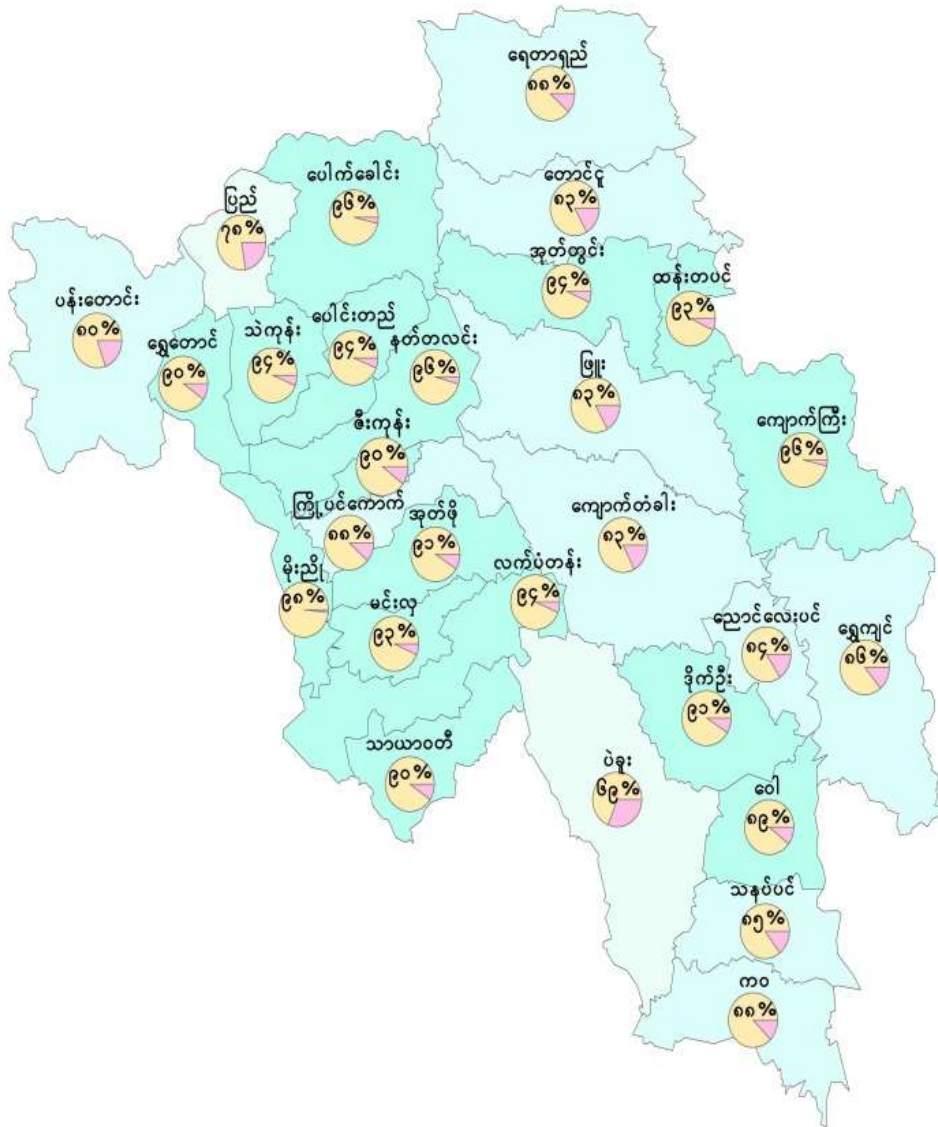 ရေတာရှည်
၈၈%
တောင်ငူ
၈၃%
ပေါက်ခေါင်း
၉၆%
ပြည်
၇၈%
အုတ်တွင်း
၉၄%
ထန်းတပင်
၉၃%
ပန်းတောင်း
၈၀%
ရွှေတောင်
၉၀%
သဲကုန်း
၉၄%
ပေါင်းတည်
၉၄%
နတ်တလင်း
၉၆%
ဖြူး
၈၃%
ကျောက်ကြီး
၉၆%
ဇီးကုန်း
၉၀%
ကြို့ပင်ကောက်
၈၈%
အုတ်ဖို
၉၁%
ကျောက်တံခါး
၈၃%
လက်ပံတန်း
၉၄%
မိုးညို
၉၈%
မင်းလှ
၉၃%
ညောင်လေးပင်
၈၄%
ရွှေကျင်
၈၆%
ဒိုက်ဦး
၉၁%
သာယာဝတီ
၉၀%
ပဲခူး
၆၉%
ဝေါ
၈၉%
သနပ်ပင်
၈၅%
ကဝ
၈၈%